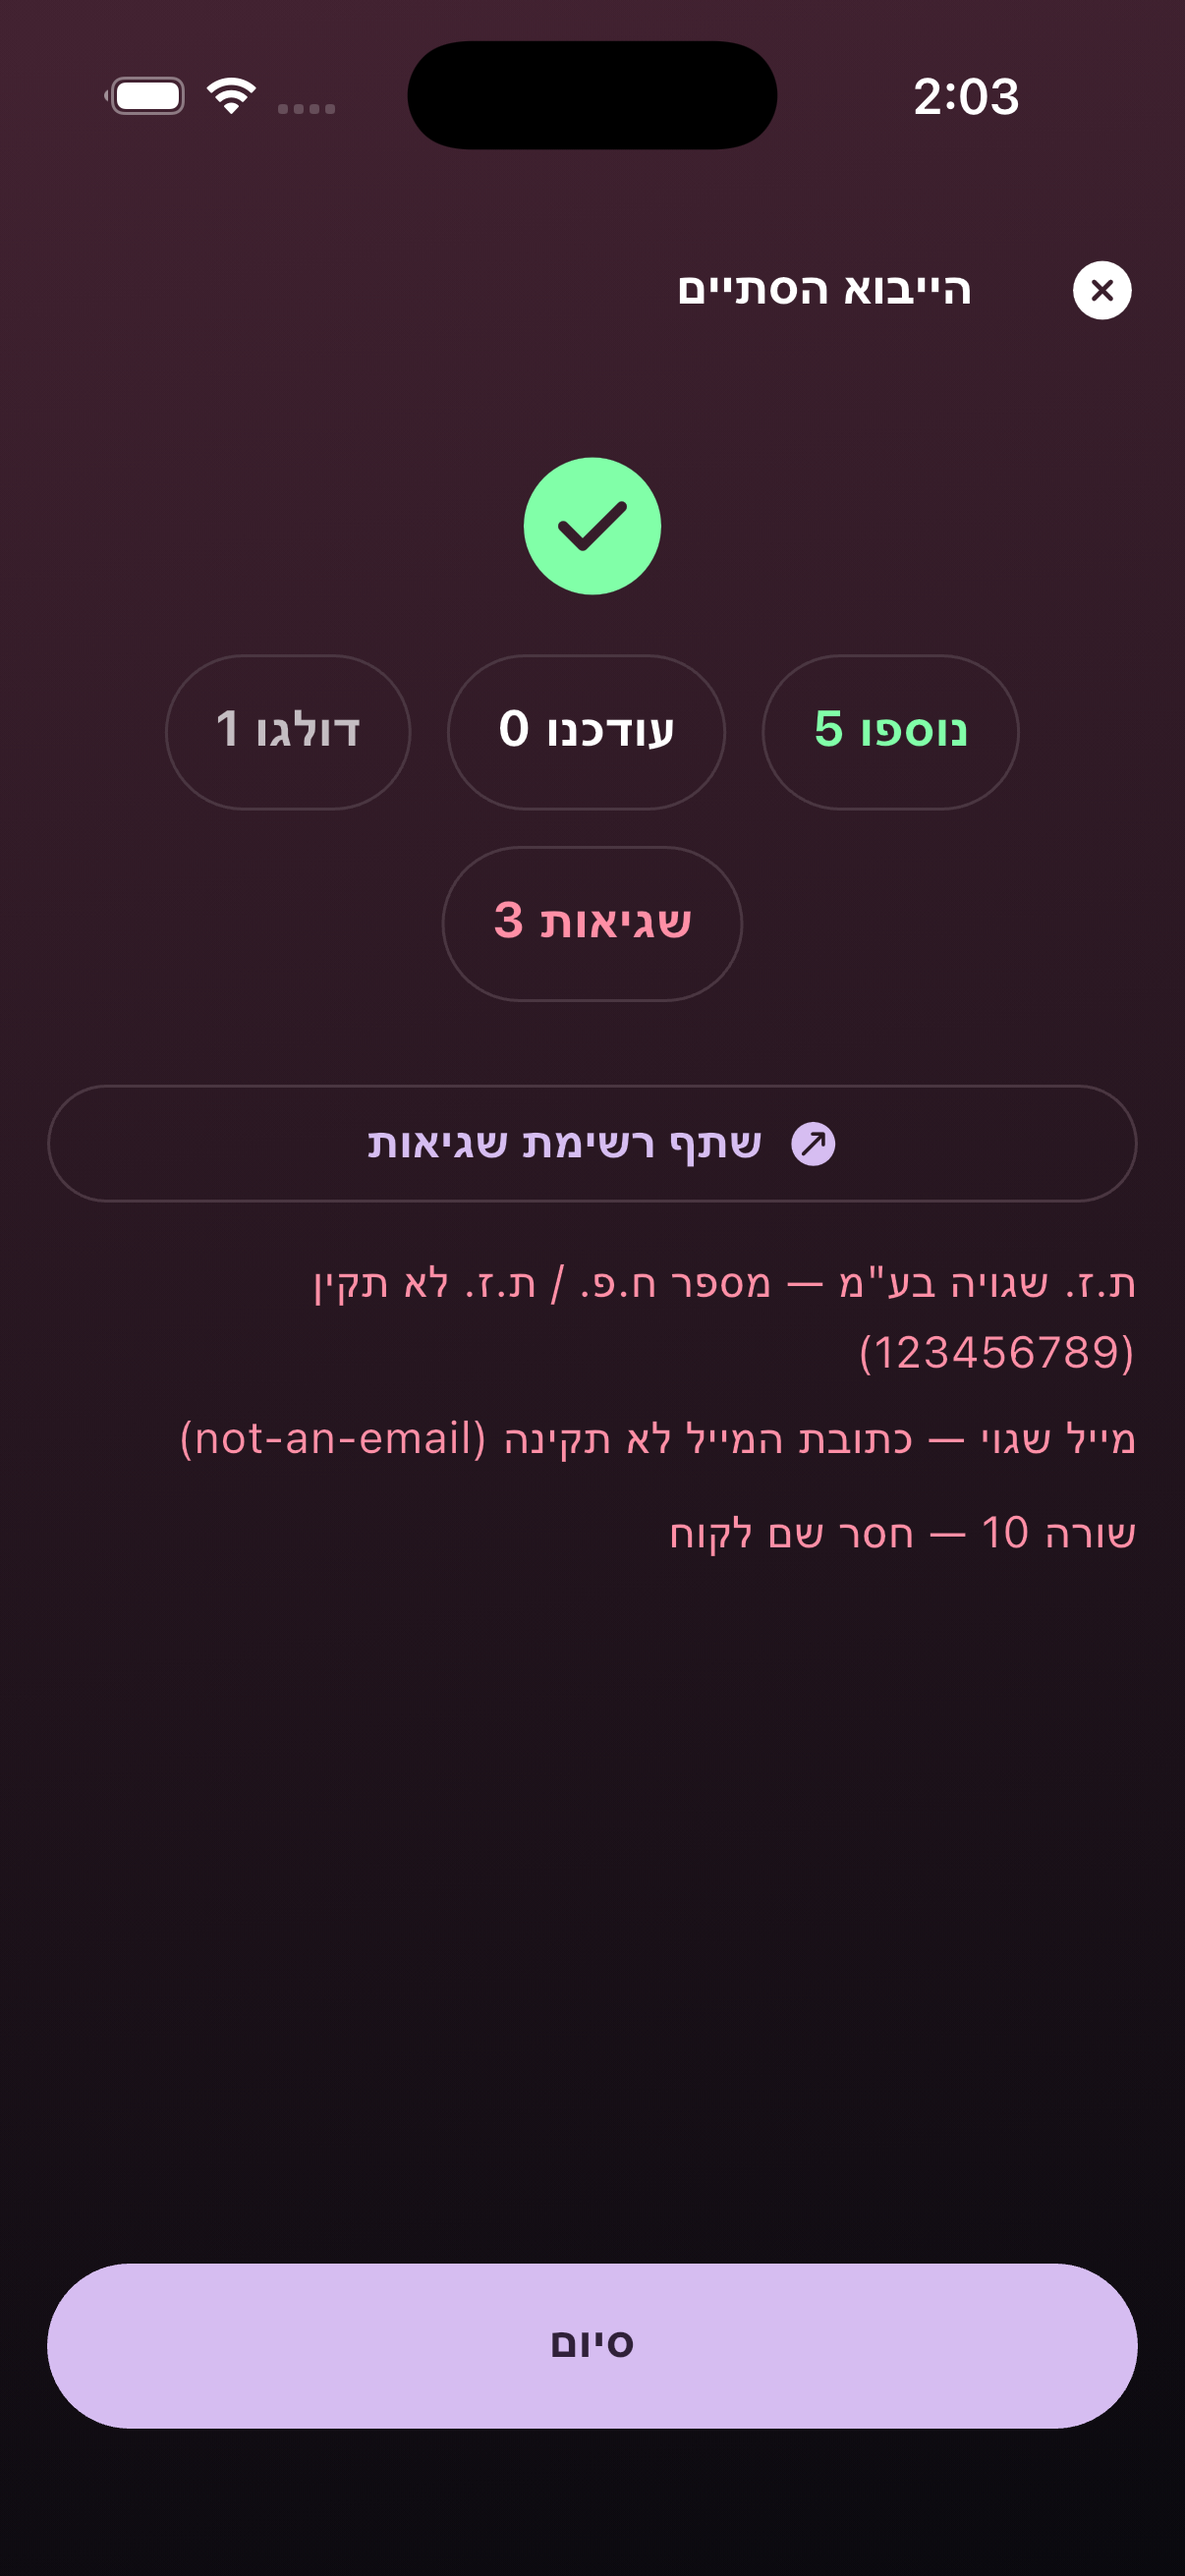 2:03
הייבוא הסתיים
נוספו 5
עודכנו 0
דולגו 1
שגיאות 3
שתף רשימת שגיאות
ת.ז. שגויה בע"מ — מספר ח.פ. / ת.ז. לא תקין
(123456789)
מייל שגוי — כתובת המייל לא תקינה (not-an-email)
שורה 10 — חסר שם לקוח
סיום